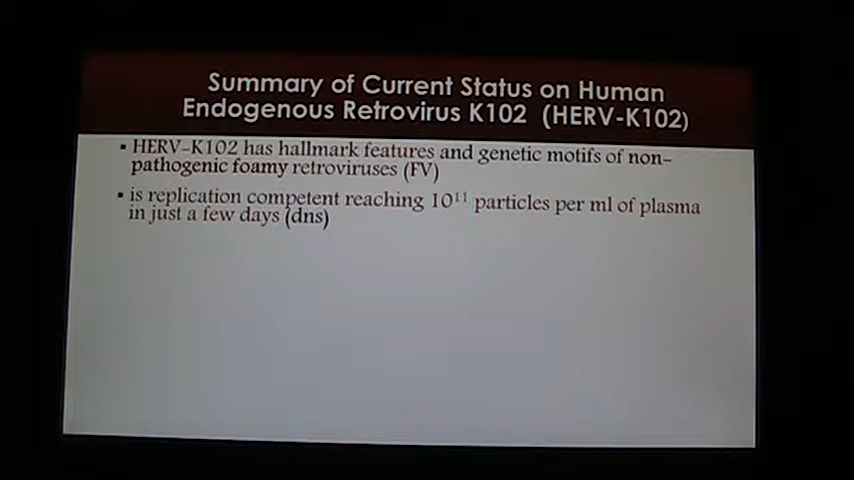 Summary of Current Status on Human
Endogenous Retrovirus K102 (HERV-K102)
▪ HERV-K102 has hallmark features and genetic motifs of non-
pathogenic foamy retroviruses (FV)
▪ is replication competent reaching 10¹¹ particles per ml of plasma
in just a few days (dns)